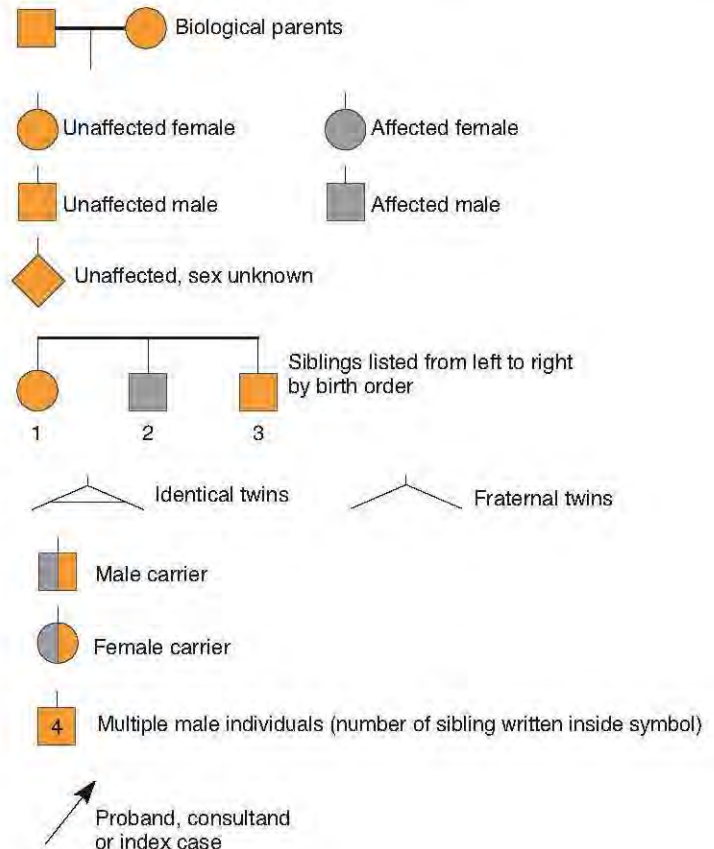 Biological parents
Unaffected female
Affected female
Unaffected male
Affected male
Unaffected, sex unknown
Siblings listed from left to right
by birth order
1 2 3
Identical twins
Fraternal twins
Male carrier
Female carrier
4 Multiple male individuals (number of sibling written inside symbol)
Proband, consultand
or index case